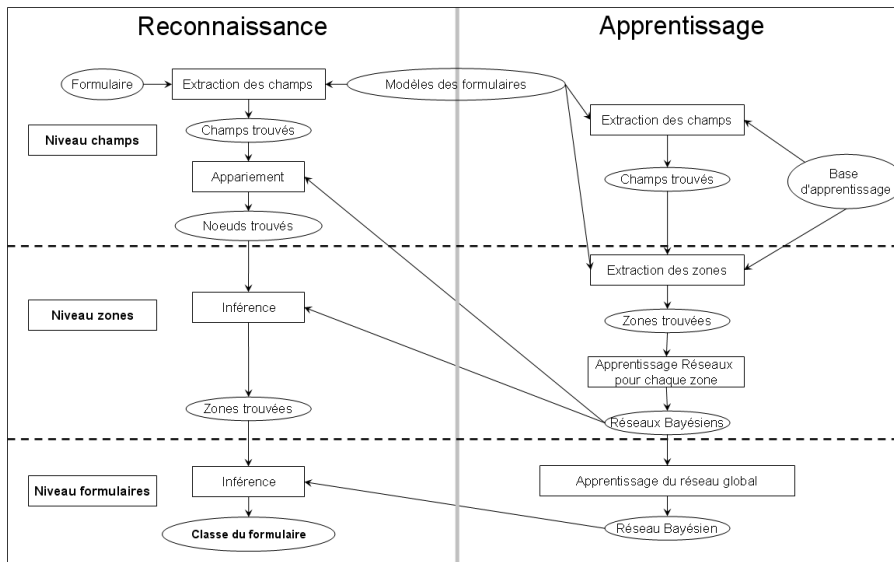 Reconnaissance
Apprentissage
Formulaire
Extraction des champs
Modèles des formulaires
Extraction des champs
Niveau champs
Champs trouvés
Appariement
Champs trouvés
Base
d'apprentissage
Noeuds trouvés
Extraction des zones
Niveau zones
Inférence
Zones trouvées
Apprentissage Réseaux
pour chaque zone
Zones trouvées
Réseaux Bayésiens
Niveau formulaires
Inférence
Apprentissage du réseau global
Classe du formulaire
Réseau Bayésien